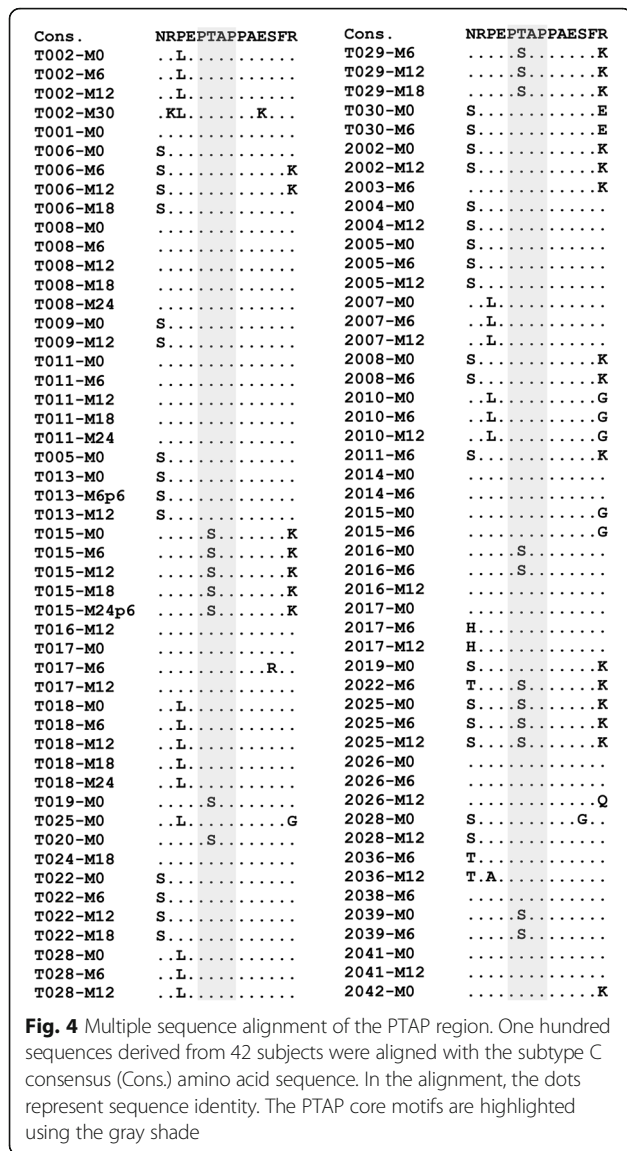 Cons. NRPEPTAPPAESFR
T002-M0 ..L...........
T002-M6 ..L...........
T002-M12 ..L...........
T002-M30 .KL.......K...
T001-M0 ..............
T006-M0 S.............
T006-M6 S............K
T006-M12 S............K
T006-M18 S.............
T008-M0 ..............
T008-M6 ..............
T008-M12 ..............
T008-M18 ..............
T008-M24 ..............
T009-M0 S.............
T009-M12 S.............
T011-M0 ..............
T011-M6 ..............
T011-M12 ..............
T011-M18 ..............
T011-M24 ..............
T005-M0 S.............
T013-M0 S.............
T013-M6p6 S.............
T013-M12 S.............
T015-M0 .....S.......K
T015-M6 .....S.......K
T015-M12 .....S.......K
T015-M18 .....S.......K
T015-M24p6 .....S.......K
T016-M12 ..............
T017-M0 ..............
T017-M6 ...........R..
T017-M12 ..............
T018-M0 ..L...........
T018-M6 ..L...........
T018-M12 ..L...........
T018-M18 ..L...........
T018-M24 ..L...........
T019-M0 .....S........
T025-M0 ..L..........G
T020-M0 .....S........
T024-M18 ..............
T022-M0 S.............
T022-M6 S.............
T022-M12 S.............
T022-M18 S.............
T028-M0 ..L...........
T028-M6 ..L...........
T028-M12 ..L...........
Cons. NRPEPTAPPAESFR
T029-M6 .....S.......K
T029-M12 .....S.......K
T029-M18 .....S.......K
T030-M0 S............E
T030-M6 S............E
2002-M0 S............K
2002-M12 S............K
2003-M6 .............K
2004-M0 S.............
2004-M12 S.............
2005-M0 S.............
2005-M6 S.............
2005-M12 S.............
2007-M0 ..L...........
2007-M6 ..L...........
2007-M12 ..L...........
2008-M0 S............K
2008-M6 S............K
2010-M0 ..L..........G
2010-M6 ..L..........G
2010-M12 ..L..........G
2011-M6 S............K
2014-M0 ..............
2014-M6 ..............
2015-M0 .............G
2015-M6 .............G
2016-M0 .....S........
2016-M6 .....S........
2016-M12 ..............
2017-M0 ..............
2017-M6 H.............
2017-M12 H.............
2019-M0 S............K
2022-M6 T....S.......K
2025-M0 S....S.......K
2025-M6 S....S.......K
2025-M12 S....S.......K
2026-M0 ..............
2026-M6 ..............
2026-M12 .............Q
2028-M0 S..........G..
2028-M12 S.............
2036-M6 T.............
2036-M12 T.A...........
2038-M6 ..............
2039-M0 .....S........
2039-M6 .....S........
2041-M0 ..............
2041-M12 ..............
2042-M0 .............K
Fig. 4 Multiple sequence alignment of the PTAP region. One hundred
sequences derived from 42 subjects were aligned with the subtype C
consensus (Cons.) amino acid sequence. In the alignment, the dots
represent sequence identity. The PTAP core motifs are highlighted
using the gray shade